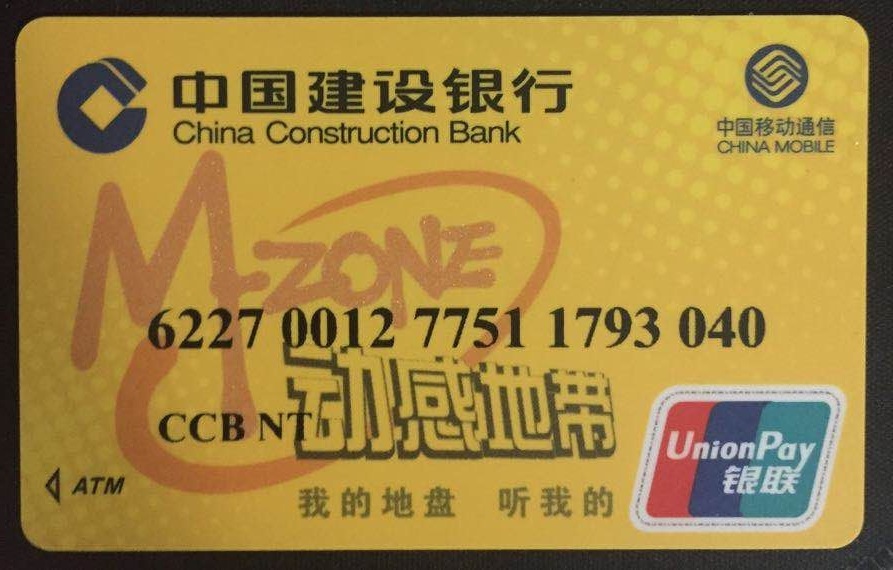 中国建设银行
China Construction Bank
中国移动通信
CHINA MOBILE
M-ZONE
6227 0012 7751 1793 040
动感地带
CCB NT
ATM
我的地盘 听我的
UnionPay
银联